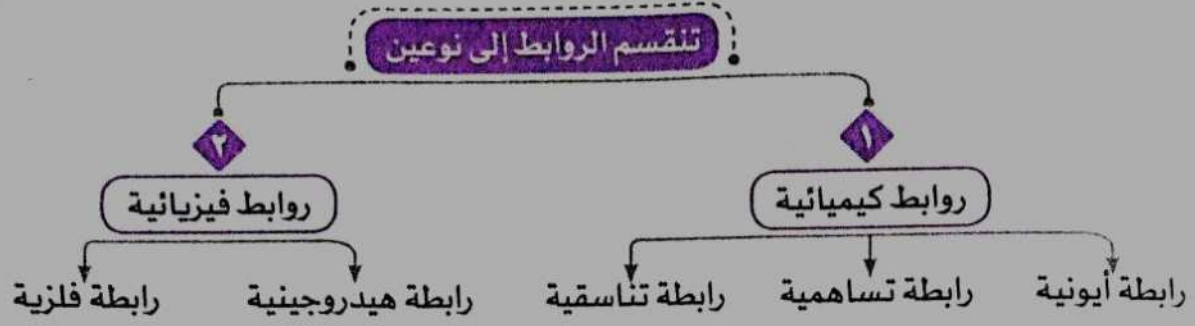 تنقسم الروابط إلى نوعين
١
٢
روابط كيميائية
روابط فيزيائية
رابطة أيونية
رابطة تساهمية
رابطة تناسقية
رابطة هيدروجينية
رابطة فلزية